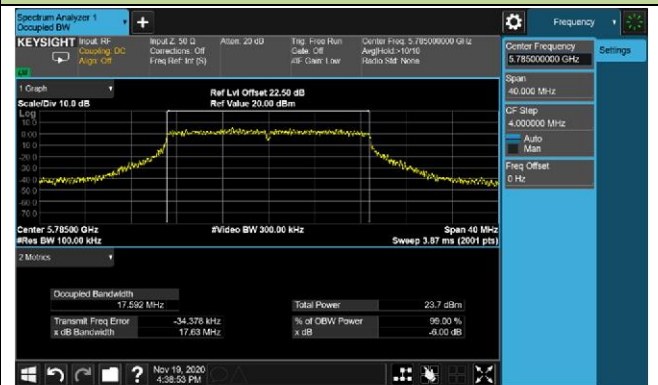 Spectrum Analyzer 1
Occupied BW
Frequency
KEYSIGHT
Input: RF
Coupling: DC
Align: Off
Input Z: 50 Ω
Corrections: Off
Freq Ref: Int (S)
Atten: 20 dB
Trig: Free Run
Gate: Off
#IF Gain: Low
Center Freq: 5.785000000 GHz
Avg|Hold:>10/10
Radio Std: None
Center Frequency
5.785000000 GHz
Settings
Span
40.000 MHz
CF Step
4.000000 MHz
Auto
Man
Freq Offset
0 Hz
1 Graph
Scale/Div 10.0 dB
Ref Lvl Offset 22.50 dB
Ref Value 20.00 dBm
Log
10.0
0.00
-10.0
-20.0
-30.0
-40.0
-50.0
-60.0
-70.0
Center 5.78500 GHz
#Res BW 100.00 kHz
#Video BW 300.00 kHz
Span 40 MHz
Sweep 3.87 ms (2001 pts)
2 Metrics
Occupied Bandwidth
17.592 MHz
Total Power 23.7 dBm
Transmit Freq Error -34.378 kHz
% of OBW Power 99.00 %
x dB Bandwidth 17.63 MHz
x dB -6.00 dB
Nov 19, 2020
4:38:53 PM